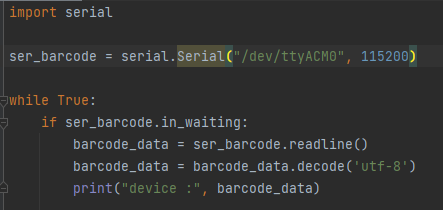 import serial
ser_barcode = serial.Serial("/dev/ttyACM0", 115200)
while True:
    if ser_barcode.in_waiting:
        barcode_data = ser_barcode.readline()
        barcode_data = barcode_data.decode('utf-8')
        print("device :", barcode_data)